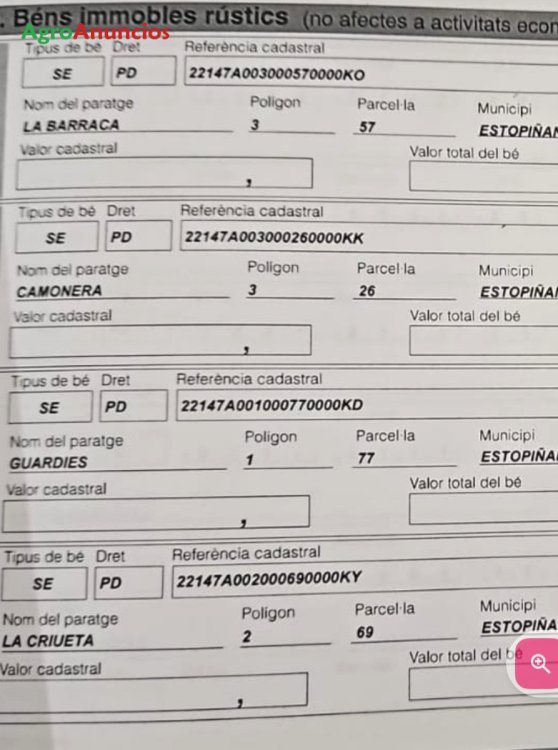 . Béns immobles rústics (no afectes a activitats econ
AgroAnuncios
Tipus de bé Dret Referència cadastral
SE PD 22147A003000570000KO
Nom del paratge Polígon Parcel·la Municipi
LA BARRACA 3 57 ESTOPIÑAN
Valor cadastral Valor total del bé
,
Tipus de bé Dret Referència cadastral
SE PD 22147A003000260000KK
Nom del paratge Polígon Parcel·la Municipi
CAMONERA 3 26 ESTOPIÑAN
Valor cadastral Valor total del bé
,
Tipus de bé Dret Referència cadastral
SE PD 22147A001000770000KD
Nom del paratge Polígon Parcel·la Municipi
GUARDIES 1 77 ESTOPIÑA
Valor cadastral Valor total del bé
,
Tipus de bé Dret Referència cadastral
SE PD 22147A002000690000KY
Nom del paratge Polígon Parcel·la Municipi
LA CRIUETA 2 69 ESTOPIÑA
Valor cadastral Valor total del bé
,